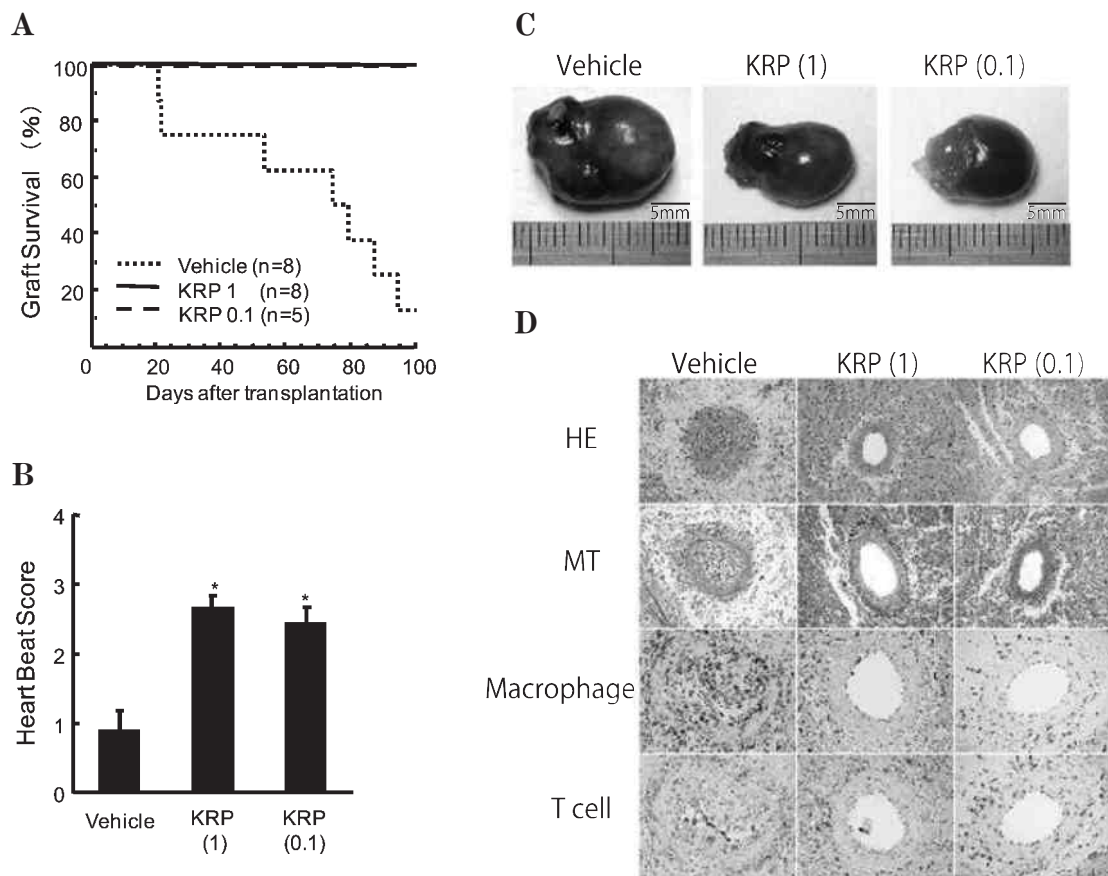 A
Graft Survival (%)
100
80
60
40
20
Vehicle (n=8)
KRP 1 (n=8)
KRP 0.1 (n=5)
0 20 40 60 80 100
Days after transplantation
B
Heart Beat Score
4
3
2
1
0
* *
Vehicle KRP (1) KRP (0.1)
C
Vehicle KRP (1) KRP (0.1)
5mm 5mm 5mm
D
Vehicle KRP (1) KRP (0.1)
HE
MT
Macrophage
T cell